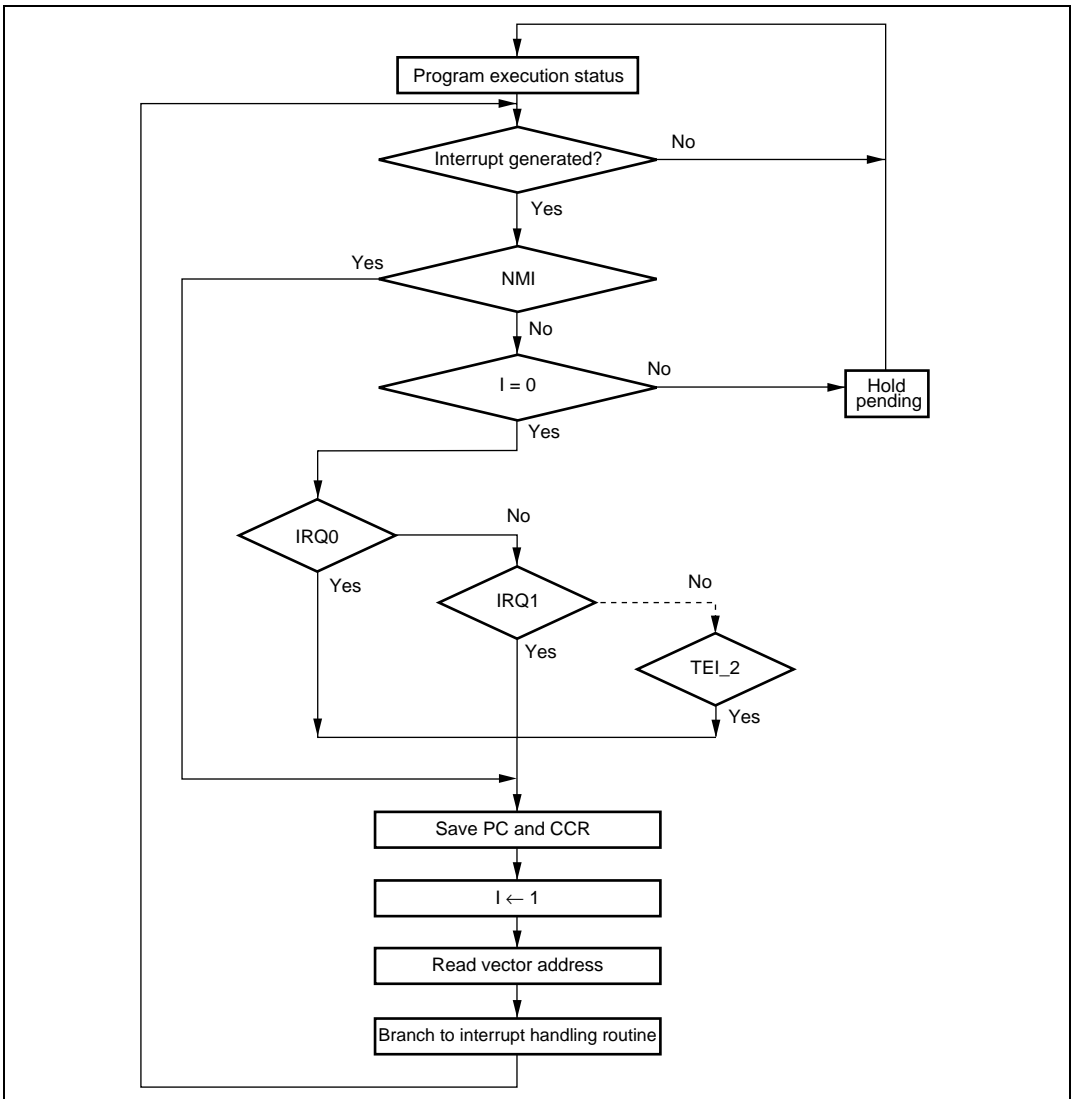 Program execution status
Interrupt generated?
No
Yes
Yes
NMI
No
I = 0
No
Hold
pending
Yes
IRQ0
No
Yes
IRQ1
No
Yes
TEI_2
Yes
Save PC and CCR
I ← 1
Read vector address
Branch to interrupt handling routine